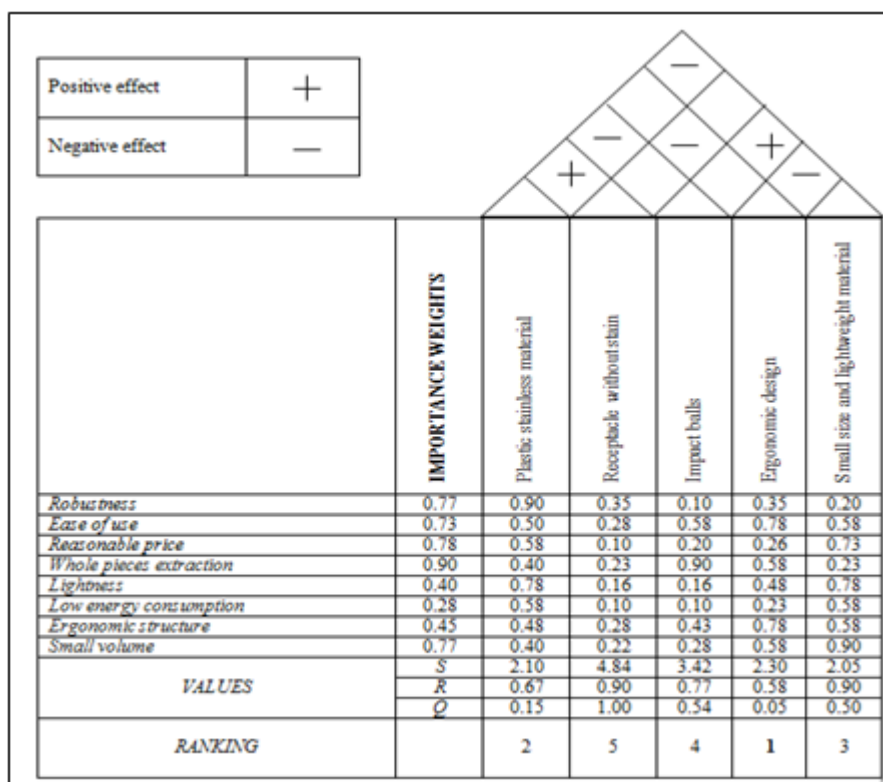 Positive effect +
Negative effect −
−
− − +
+ −
IMPORTANCE WEIGHTS Plastic stainless material Receptacle without stain Impact balls Ergonomic design Small size and lightweight material
Robustness 0.77 0.90 0.35 0.10 0.35 0.20
Ease of use 0.73 0.50 0.28 0.58 0.78 0.58
Reasonable price 0.78 0.58 0.10 0.20 0.26 0.73
Whole pieces extraction 0.90 0.40 0.23 0.90 0.58 0.23
Lightness 0.40 0.78 0.16 0.16 0.48 0.78
Low energy consumption 0.28 0.58 0.10 0.10 0.23 0.58
Ergonomic structure 0.45 0.48 0.28 0.43 0.78 0.58
Small volume 0.77 0.40 0.22 0.28 0.58 0.90
VALUES S 2.10 4.84 3.42 2.30 2.05
R 0.67 0.90 0.77 0.58 0.90
Q 0.15 1.00 0.54 0.05 0.50
RANKING 2 5 4 1 3